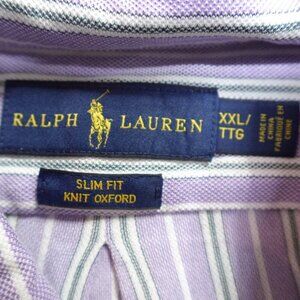 RALPH LAUREN
XXL/
TTG
MADE IN
CHINA
FABRIQUÉ EN
CHINE
SLIM FIT
KNIT OXFORD